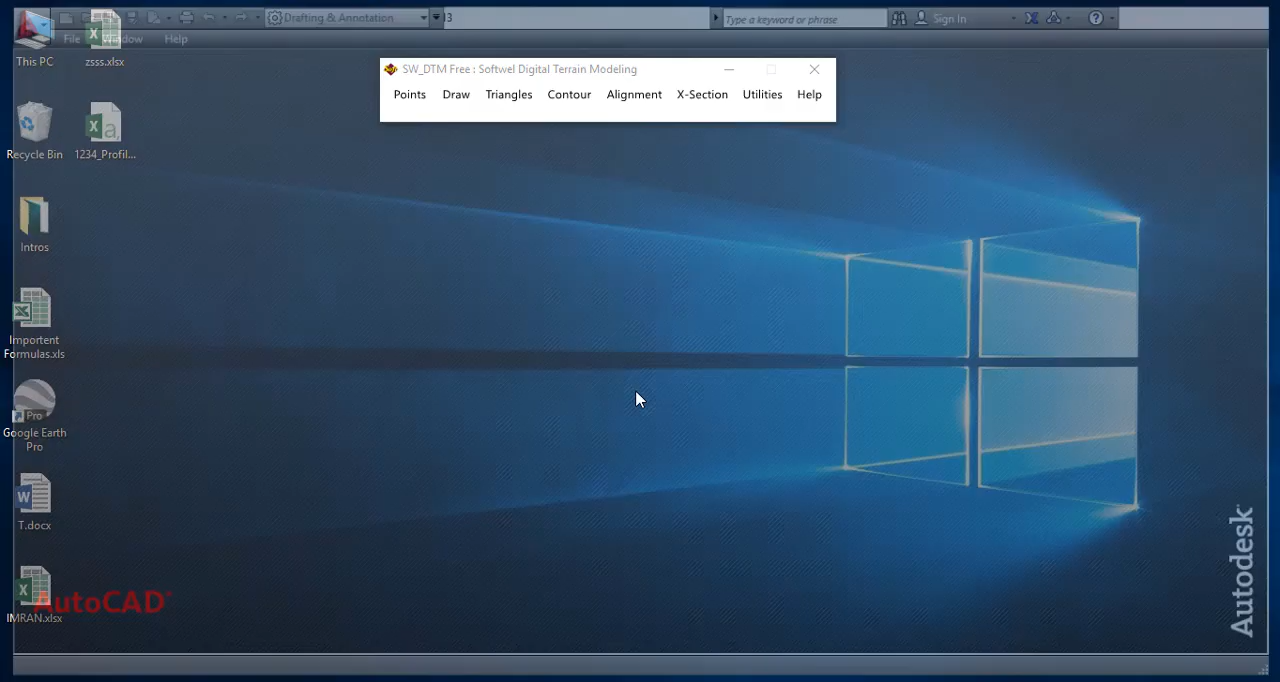 Drafting & Annotation
Type a keyword or phrase
Sign In
File
Window
Help
This PC
zsss.xlsx
SW_DTM Free : Softwel Digital Terrain Modeling
Points Draw Triangles Contour Alignment X-Section Utilities Help
Recycle Bin
1234_Profil...
Intros
Importent
Formulas.xls
Pro
Google Earth
Pro
T.docx
IMRAN.xlsx
AutoCAD
Autodesk